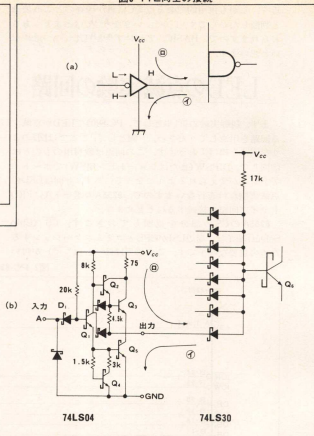 図6 TTL同士の接続
(a)
Vcc
ロ
L→
H
H→
L
イ
Vcc
17k
Vcc
8k
75
Q₂
ロ
20k
Q₃
(b)
入力
D₁
4.5k
出力
Q₆
A
Q₁
Q₅
イ
1.5k
3k
Q₄
GND
74LS04
74LS30